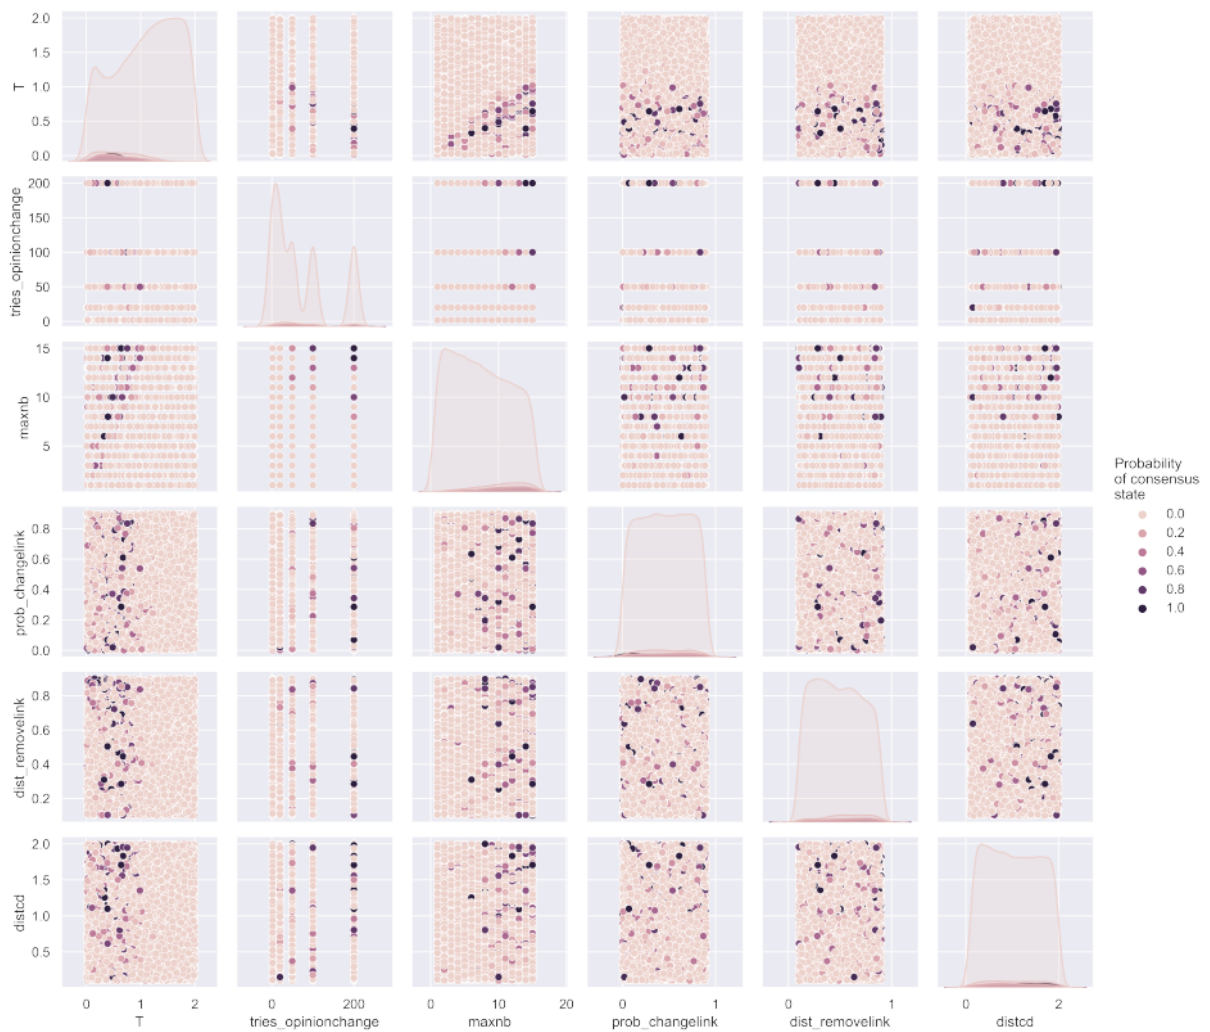 2.0
1.5
1.0
0.5
0.0
T
200
150
100
50
0
tries_opinionchange
15
10
5
maxnb
0.8
0.6
0.4
0.2
0.0
prob_changelink
0.8
0.6
0.4
0.2
dist_removelink
2.0
1.5
1.0
0.5
distcd
0 1 2
T
0 200
tries_opinionchange
0 10 20
maxnb
0 1
prob_changelink
0 1
dist_removelink
0 2
distcd
Probability
of consensus
state
0.0
0.2
0.4
0.6
0.8
1.0